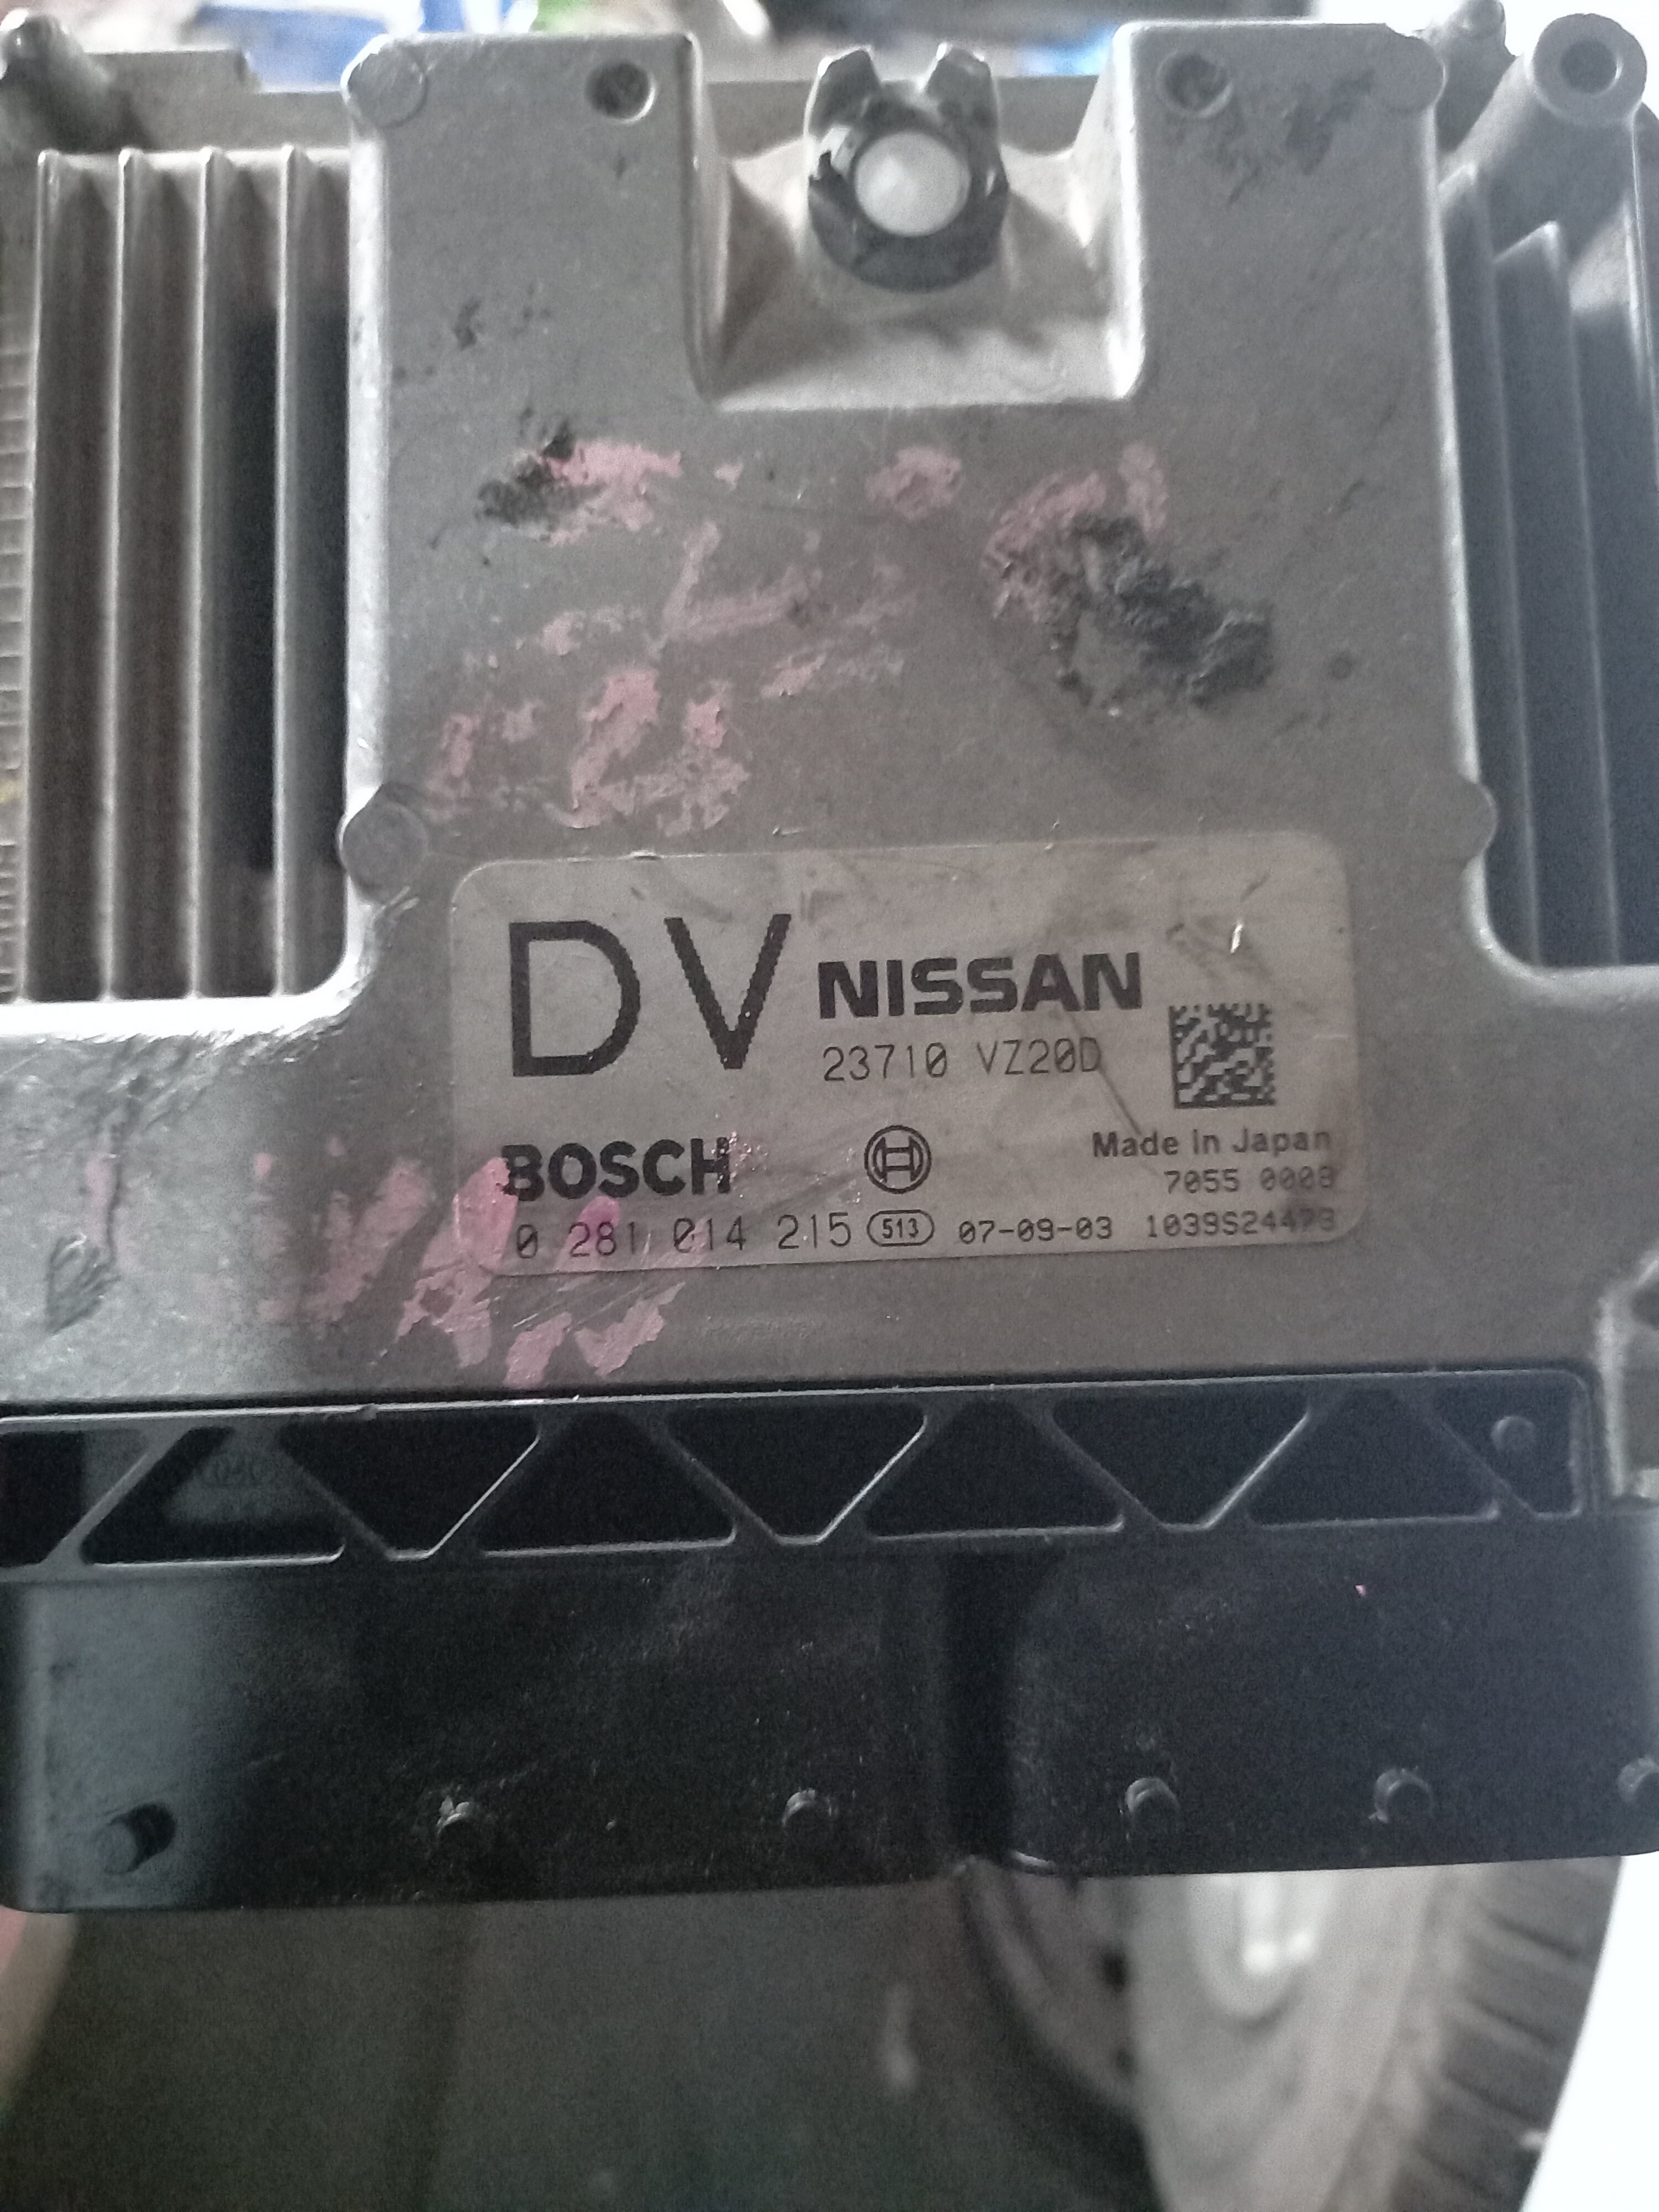 DV NISSAN
23710 VZ20D
BOSCH
Made in Japan
7055 0008
0 281 014 215 513 07-09-03 1039S24473